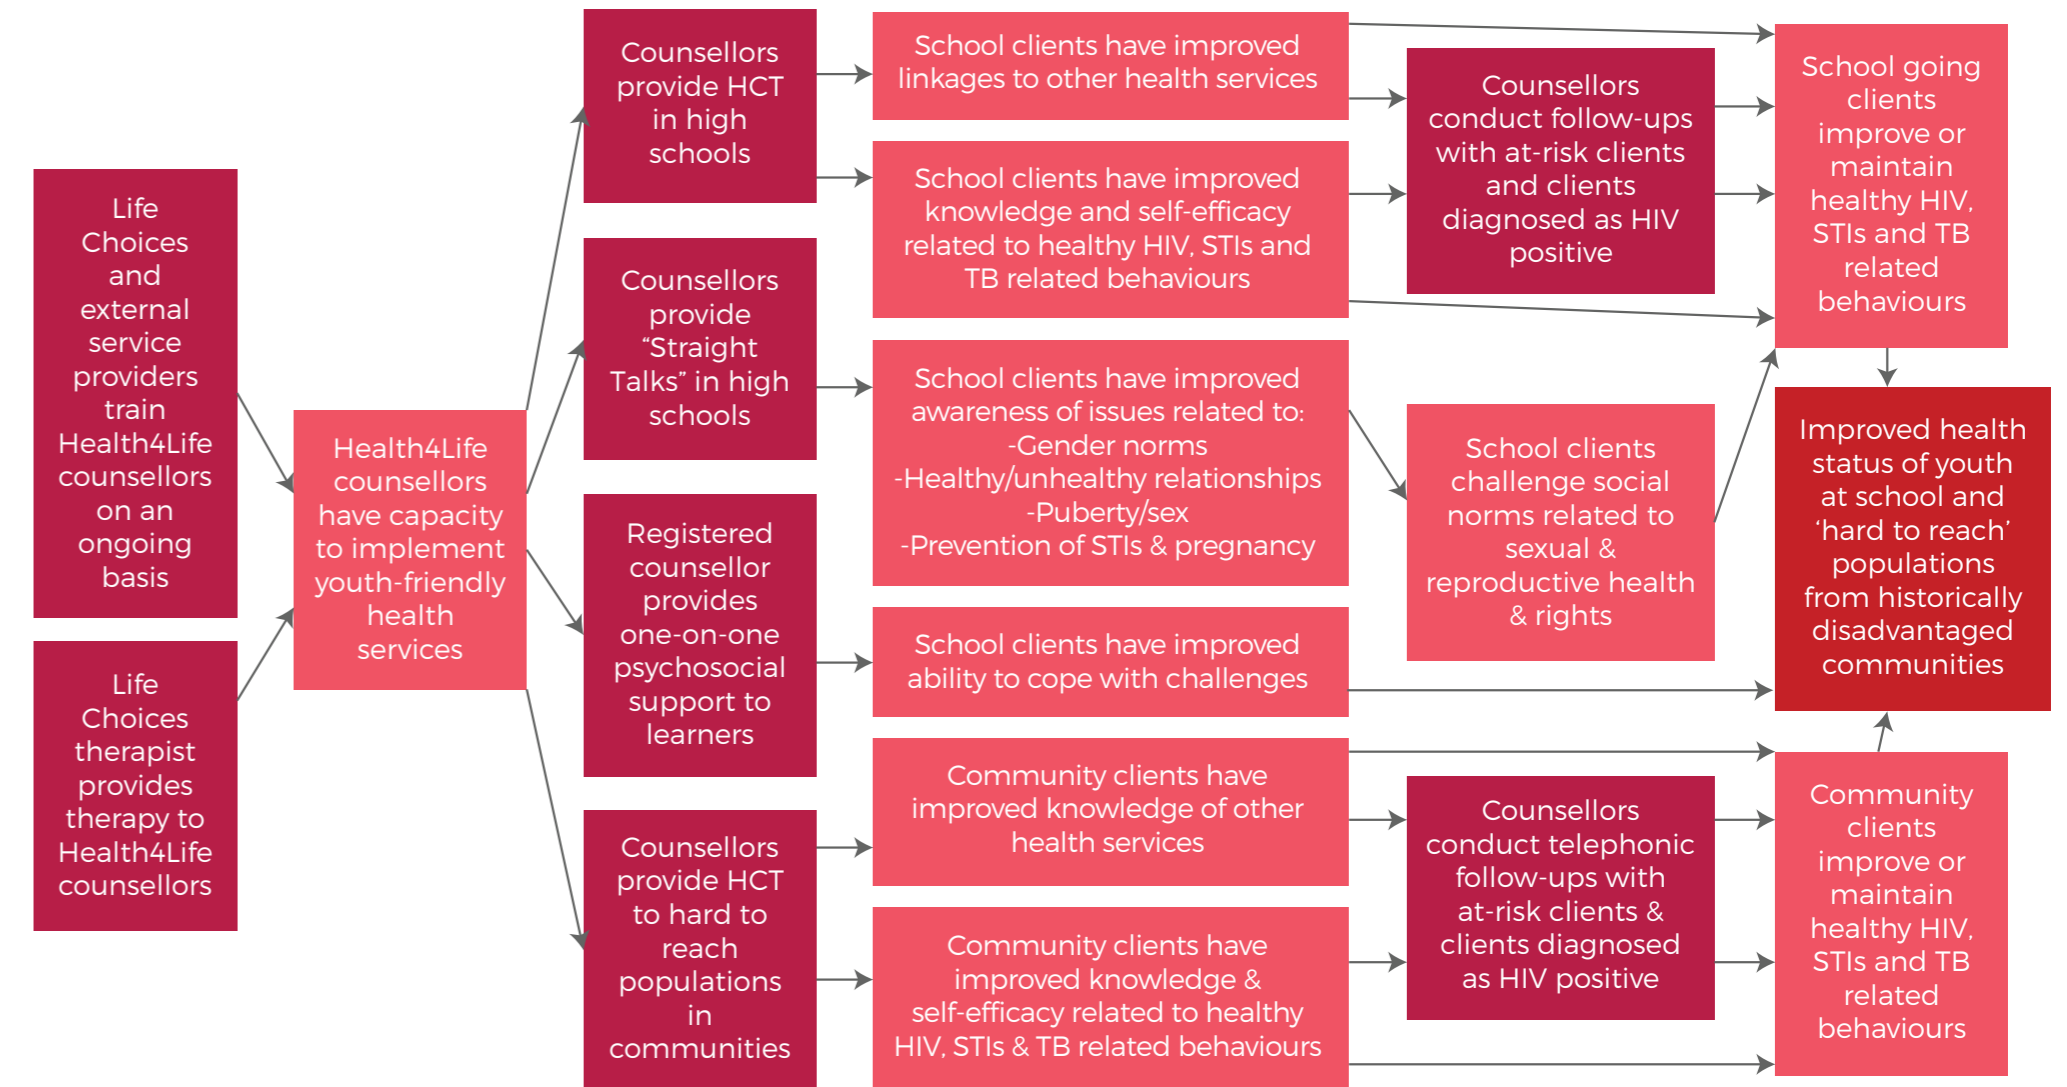 Life
Choices
and
external
service
providers
train
Health4Life
counsellors
on an
ongoing
basis
Life
Choices
therapist
provides
therapy to
Health4Life
counsellors
Health4Life
counsellors
have capacity
to implement
youth-friendly
health
services
Counsellors
provide HCT
in high
schools
Counsellors
provide
“Straight
Talks” in high
schools
Registered
counsellor
provides
one-on-one
psychosocial
support to
learners
Counsellors
provide HCT
to hard to
reach
populations
in
communities
School clients have improved
linkages to other health services
School clients have improved
knowledge and self-efficacy
related to healthy HIV, STIs and
TB related behaviours
School clients have improved
awareness of issues related to:
-Gender norms
-Healthy/unhealthy relationships
-Puberty/sex
-Prevention of STIs & pregnancy
School clients have improved
ability to cope with challenges
Community clients have
improved knowledge of other
health services
Community clients have
improved knowledge &
self-efficacy related to healthy
HIV, STIs & TB related behaviours
Counsellors
conduct follow-ups
with at-risk clients
and clients
diagnosed as HIV
positive
School clients
challenge social
norms related to
sexual &
reproductive health
& rights
Counsellors
conduct telephonic
follow-ups with
at-risk clients &
clients diagnosed
as HIV positive
School going
clients
improve or
maintain
healthy HIV,
STIs and TB
related
behaviours
Improved health
status of youth
at school and
‘hard to reach’
populations
from historically
disadvantaged
communities
Community
clients
improve or
maintain
healthy HIV,
STIs and TB
related
behaviours